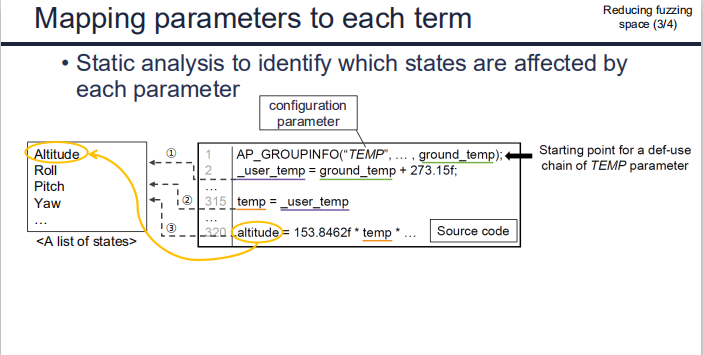 Mapping parameters to each term
Reducing fuzzing
space (3/4)
• Static analysis to identify which states are affected by
each parameter
configuration
parameter
Altitude
Roll
Pitch
Yaw
…
<A list of states>
①
②
③
1 AP_GROUPINFO("TEMP", … , ground_temp);
2 _user_temp = ground_temp + 273.15f;
…
315 temp = _user_temp
…
320 altitude = 153.8462f * temp * …
Source code
Starting point for a def-use
chain of TEMP parameter